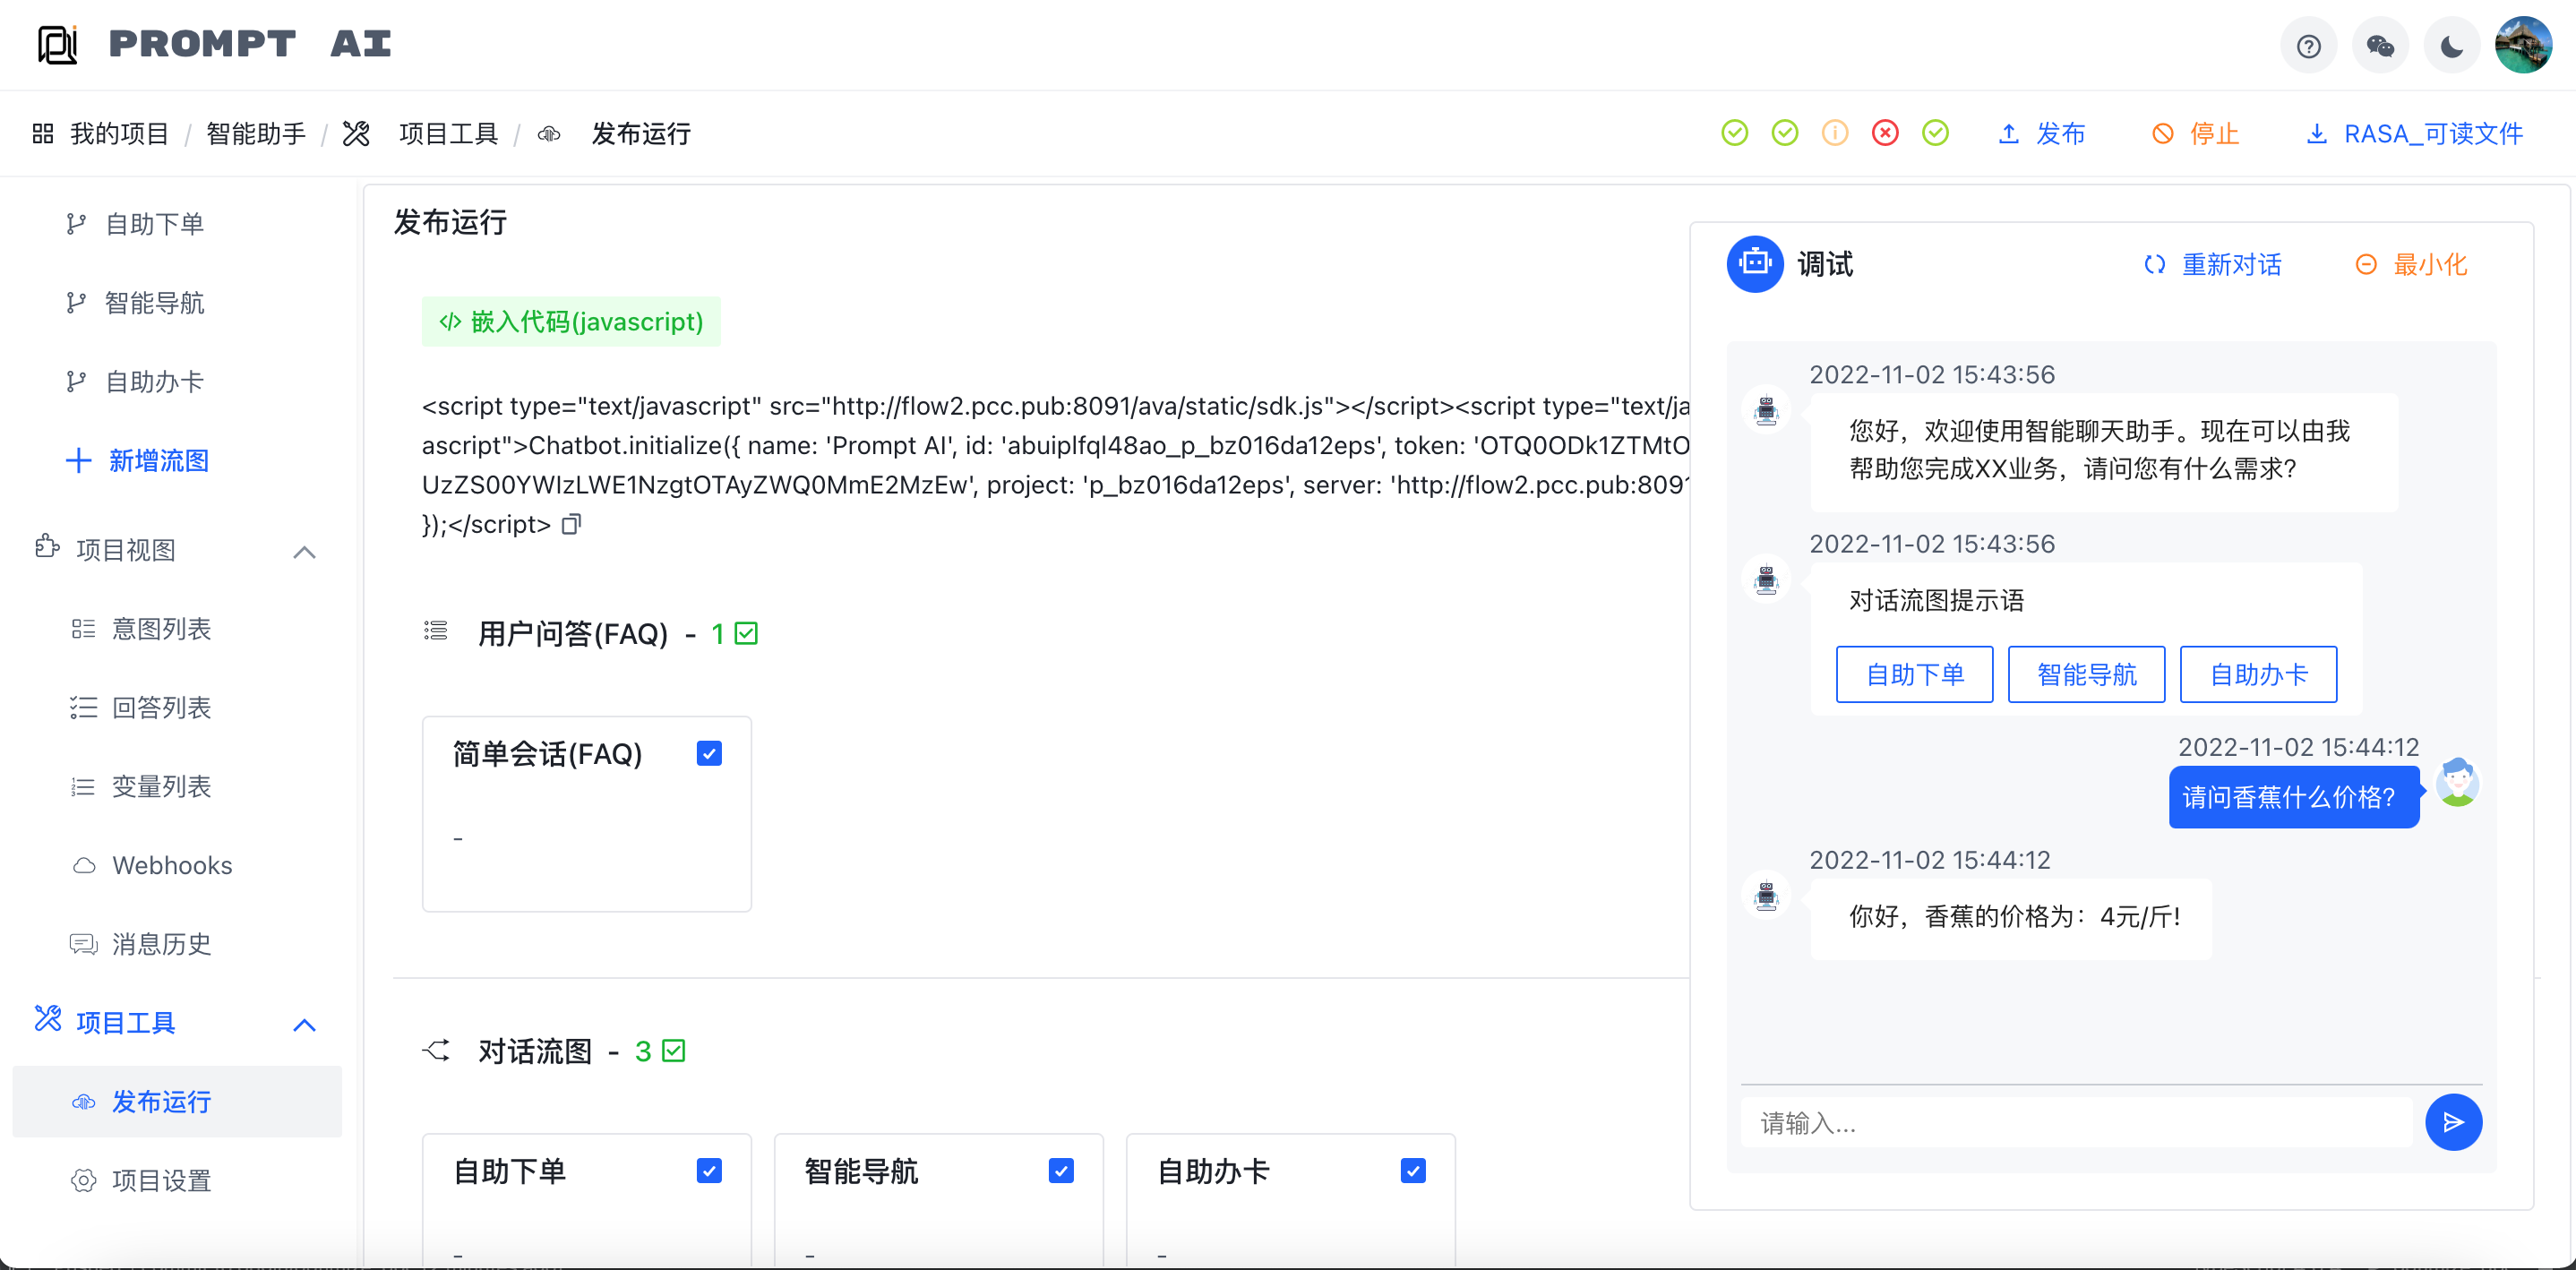 PROMPT AI
我的项目 / 智能助手 / 项目工具 / 发布运行
发布
停止
RASA_可读文件
自助下单
智能导航
自助办卡
新增流图
项目视图
意图列表
回答列表
变量列表
Webhooks
消息历史
项目工具
发布运行
项目设置
发布运行
</> 嵌入代码(javascript)
<script type="text/javascript" src="http://flow2.pcc.pub:8091/ava/static/sdk.js"></script><script type="text/ja
ascript">Chatbot.initialize({ name: 'Prompt AI', id: 'abuiplfql48ao_p_bz016da12eps', token: 'OTQ0ODk1ZTMtO
UzZS00YWIzLWE1NzgtOTAyZWQ0MmE2MzEw', project: 'p_bz016da12eps', server: 'http://flow2.pcc.pub:8091
});</script>
用户问答(FAQ) - 1
简单会话(FAQ)
-
对话流图 - 3
自助下单
-
智能导航
-
自助办卡
-
调试
重新对话
最小化
2022-11-02 15:43:56
您好，欢迎使用智能聊天助手。现在可以由我
帮助您完成XX业务，请问您有什么需求?
2022-11-02 15:43:56
对话流图提示语
自助下单
智能导航
自助办卡
2022-11-02 15:44:12
请问香蕉什么价格?
2022-11-02 15:44:12
你好，香蕉的价格为：4元/斤!
请输入...